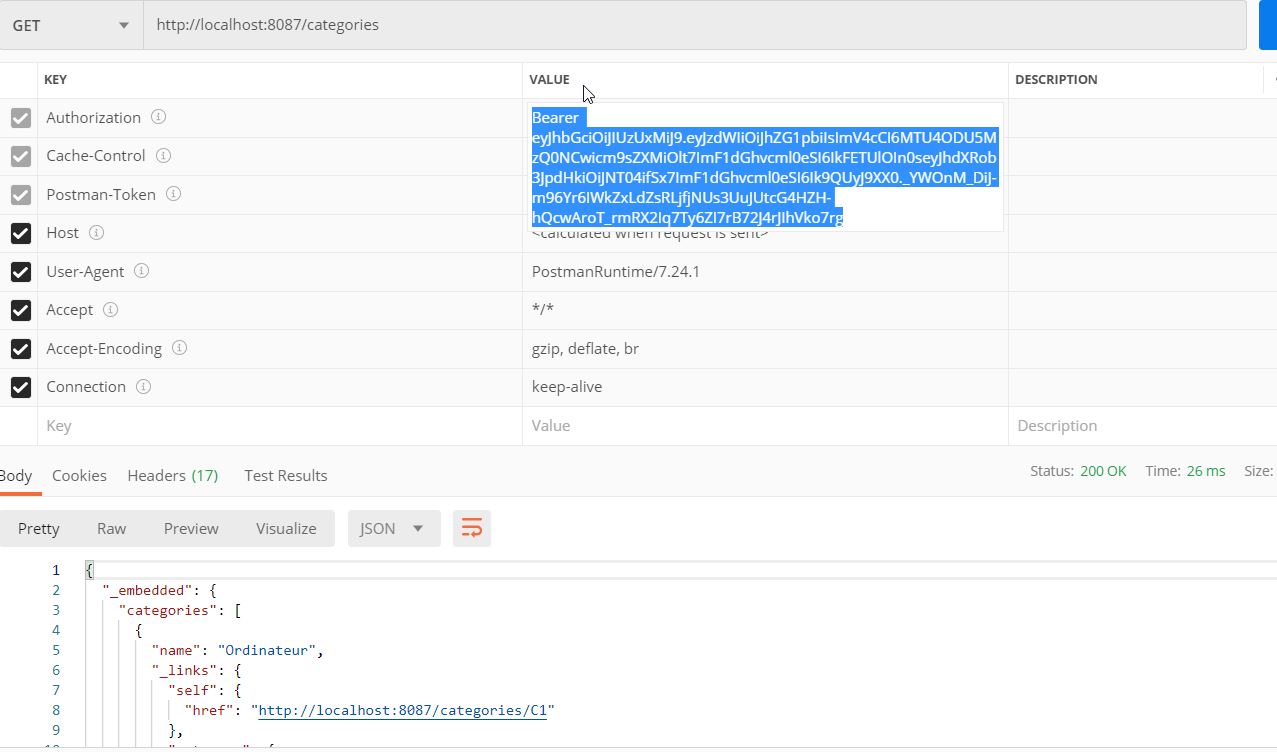 GET http://localhost:8087/categories
KEY VALUE DESCRIPTION
Authorization Bearer
eyJhbGciOiJIUzUxMiJ9.eyJzdWIiOiJhZG1pbiIsImV4cCI6MTU4ODU5M
zQ0NCwicm9sZXMiOlt7ImF1dGhvcml0eSI6IkFETUlOIn0seyJhdXRob
3JpdHkiOiJNT04ifSx7ImF1dGhvcml0eSI6Ik9QUyJ9XX0._YWOnM_DiJ-
m96Yr6IWkZxLdZsRLjfjNUs3UuJUtcG4HZH-
hQcwAroT_rmRX2Iq7Ty6ZI7rB72J4rJIhVko7rg
Cache-Control
Postman-Token
Host <calculated when request is sent>
User-Agent PostmanRuntime/7.24.1
Accept */*
Accept-Encoding gzip, deflate, br
Connection keep-alive
Key Value Description
Body Cookies Headers (17) Test Results Status: 200 OK Time: 26 ms Size:
Pretty Raw Preview Visualize JSON
1 {
2 "_embedded": {
3 "categories": [
4 {
5 "name": "Ordinateur",
6 "_links": {
7 "self": {
8 "href": "http://localhost:8087/categories/C1"
9 },